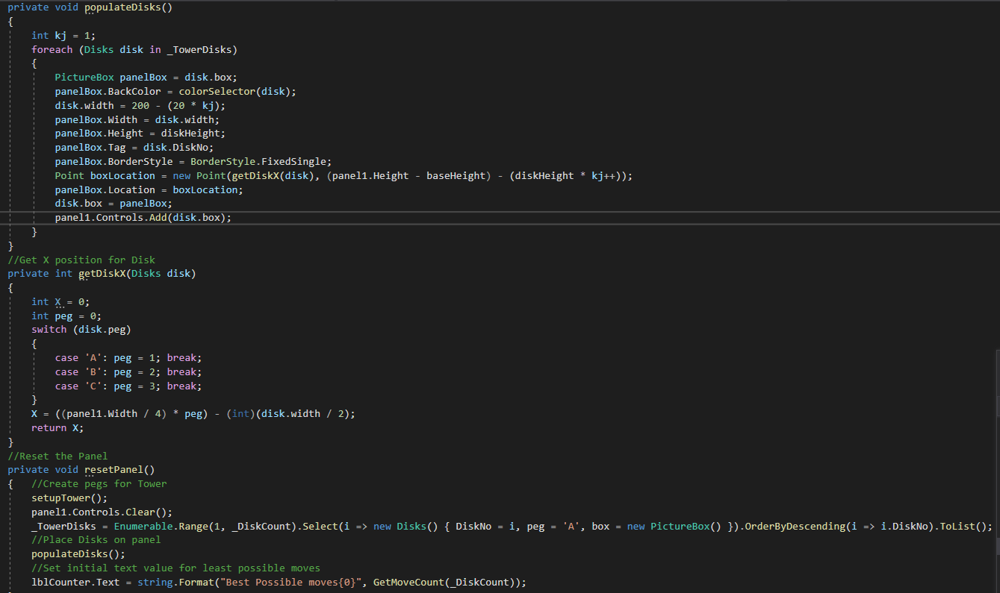 private void populateDisks()
{
int kj = 1;
foreach (Disks disk in _TowerDisks)
{
PictureBox panelBox = disk.box;
panelBox.BackColor = colorSelector(disk);
disk.width = 200 - (20 * kj);
panelBox.Width = disk.width;
panelBox.Height = diskHeight;
panelBox.Tag = disk.DiskNo;
panelBox.BorderStyle = BorderStyle.FixedSingle;
Point boxLocation = new Point(getDiskX(disk), (panel1.Height - baseHeight) - (diskHeight * kj++));
panelBox.Location = boxLocation;
disk.box = panelBox;
panel1.Controls.Add(disk.box);
}
}
//Get X position for Disk
private int getDiskX(Disks disk)
{
int X = 0;
int peg = 0;
switch (disk.peg)
{
case 'A': peg = 1; break;
case 'B': peg = 2; break;
case 'C': peg = 3; break;
}
X = ((panel1.Width / 4) * peg) - (int)(disk.width / 2);
return X;
}
//Reset the Panel
private void resetPanel()
{ //Create pegs for Tower
setupTower();
panel1.Controls.Clear();
_TowerDisks = Enumerable.Range(1, _DiskCount).Select(i => new Disks() { DiskNo = i, peg = 'A', box = new PictureBox() }).OrderByDescending(i => i.DiskNo).ToList();
//Place Disks on panel
populateDisks();
//Set initial text value for least possible moves
lblCounter.Text = string.Format("Best Possible moves{0}", GetMoveCount(_DiskCount));